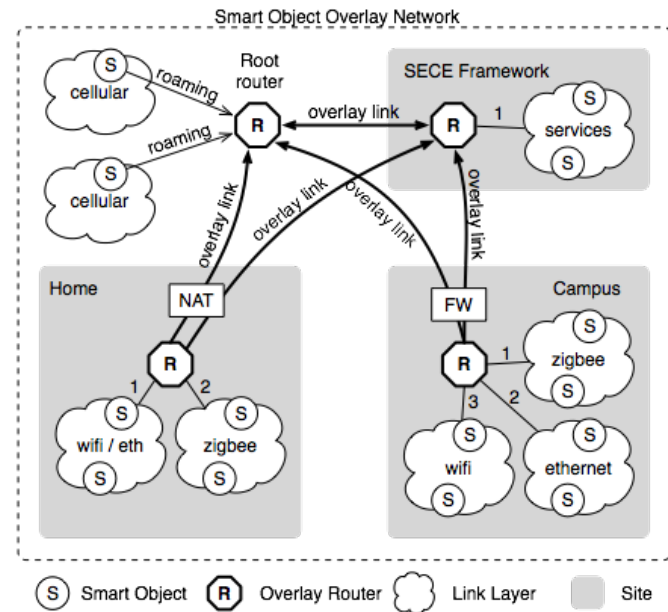 Smart Object Overlay Network
S
cellular
roaming
Root
router
R
overlay link
SECE Framework
R
1
S
services
S
S
cellular
roaming
overlay link
overlay link
overlay link
overlay link
Home
NAT
R
1
2
S
wifi / eth
S
S
zigbee
S
Campus
FW
R
1
2
3
S
zigbee
S
S
wifi
S
S
ethernet
S
S Smart Object
R Overlay Router
Link Layer
Site